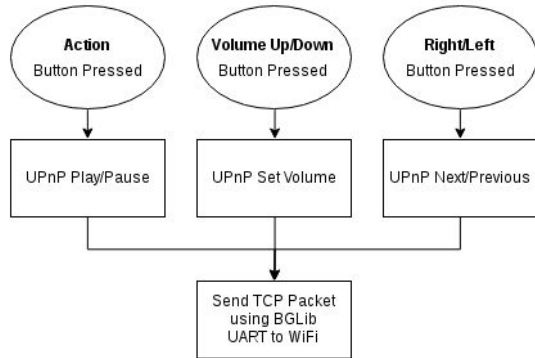 Action
Button Pressed
Volume Up/Down
Button Pressed
Right/Left
Button Pressed
UPnP Play/Pause
UPnP Set Volume
UPnP Next/Previous
Send TCP Packet
using BGLib
UART to WiFi